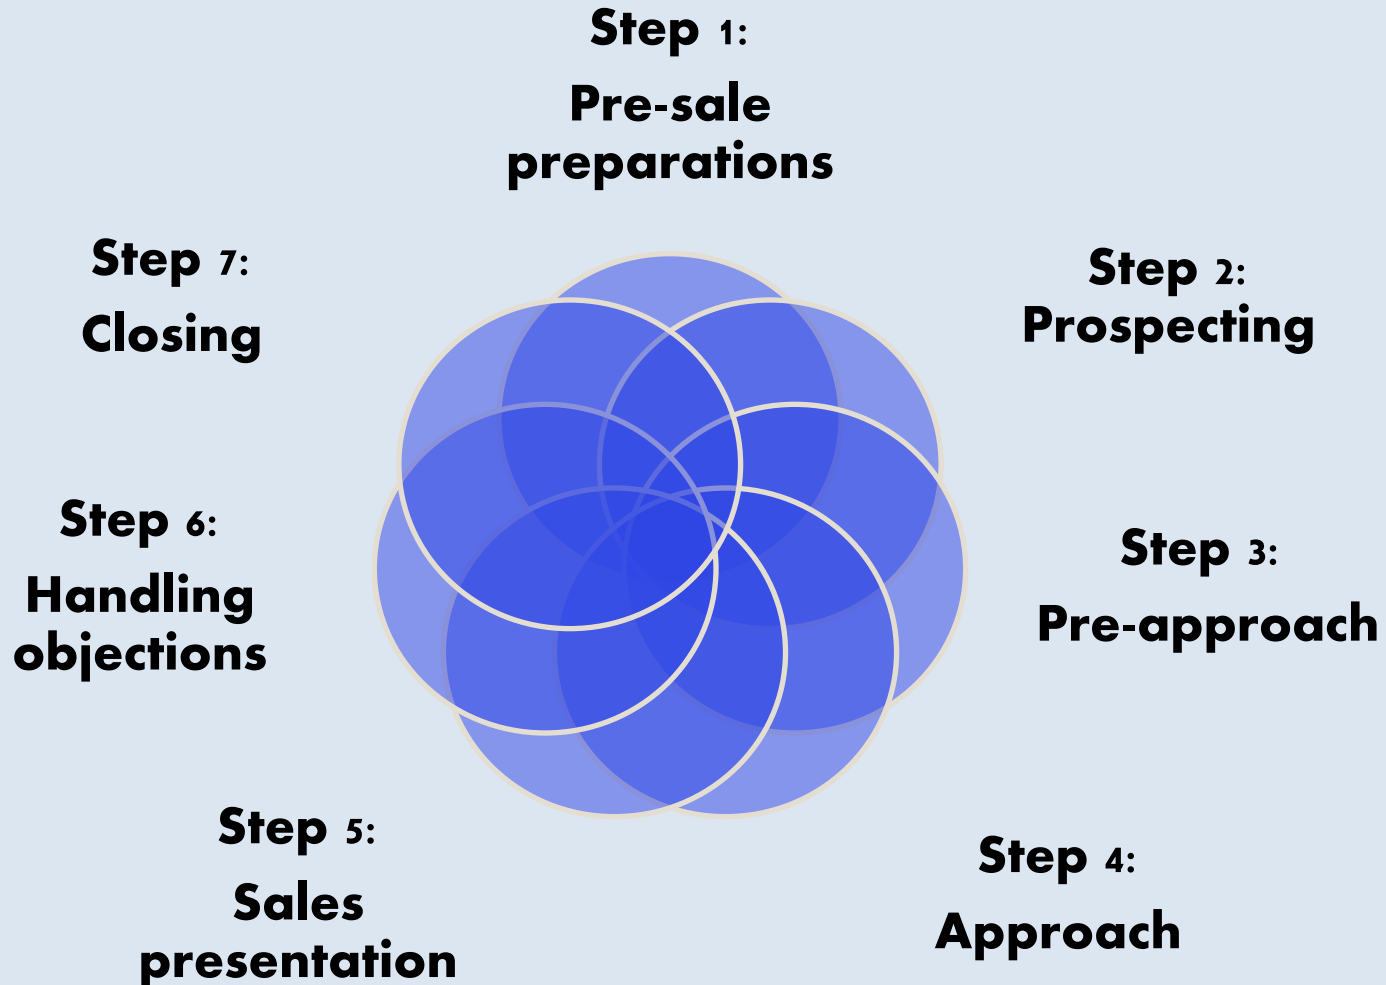 Step 1:
Pre-sale
preparations
Step 2:
Prospecting
Step 3:
Pre-approach
Step 4:
Approach
Step 5:
Sales
presentation
Step 6:
Handling
objections
Step 7:
Closing